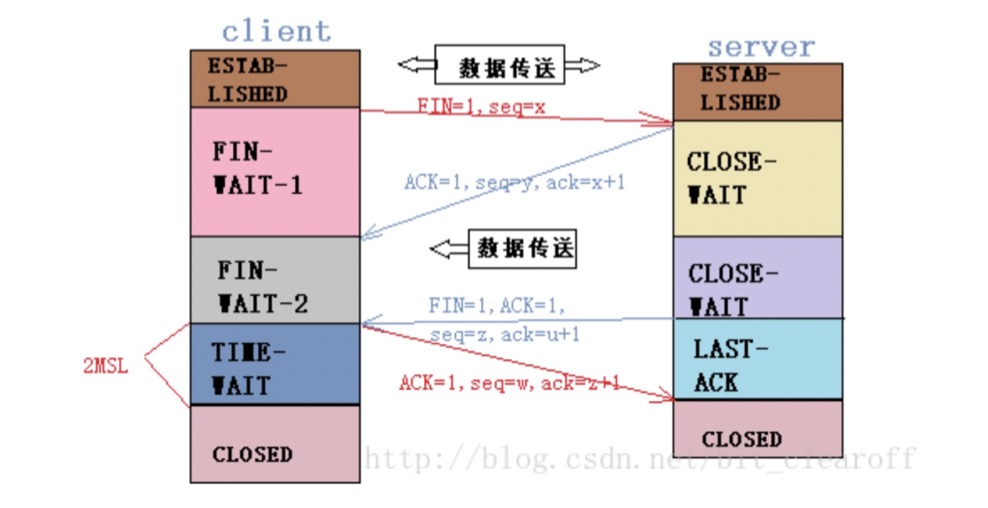 client
server
ESTAB-
LISHED
数据传送
ESTAB-
LISHED
FIN=1,seq=x
FIN-
WAIT-1
CLOSE-
WAIT
ACK=1,seq=y,ack=x+1
数据传送
FIN-
WAIT-2
CLOSE-
WAIT
FIN=1,ACK=1,
seq=z,ack=u+1
2MSL
TIME-
WAIT
LAST-
ACK
ACK=1,seq=w,ack=z+1
CLOSED
CLOSED
http://blog.csdn.net/bit_clearoff